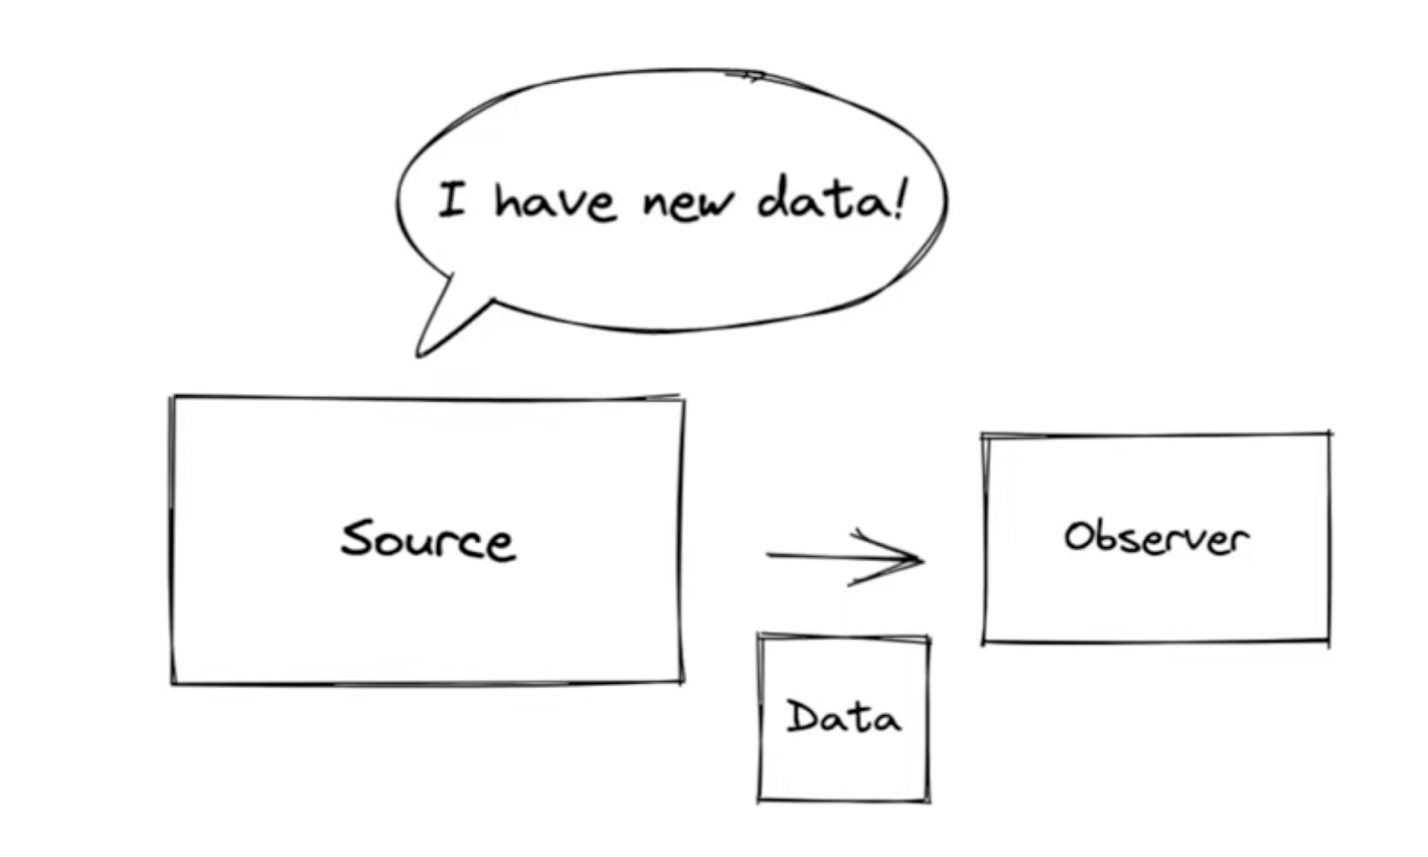 I have new data!
Source
Observer
Data